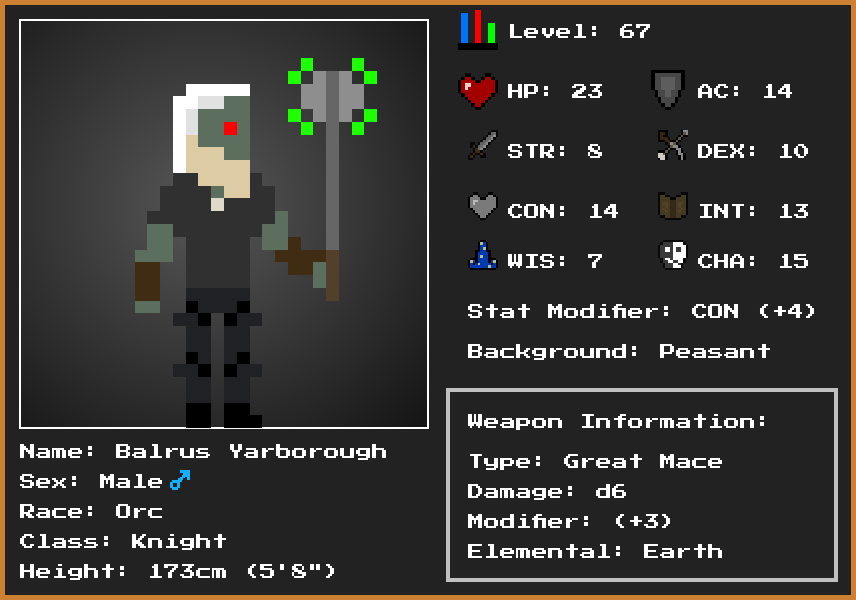 Level: 67
HP: 23
AC: 14
STR: 8
DEX: 10
CON: 14
INT: 13
WIS: 7
CHA: 15
Stat Modifier: CON (+4)
Background: Peasant
Weapon Information:
Type: Great Mace
Damage: d6
Modifier: (+3)
Elemental: Earth
Name: Balrus Yarborough
Sex: Male ♂
Race: Orc
Class: Knight
Height: 173cm (5'8")